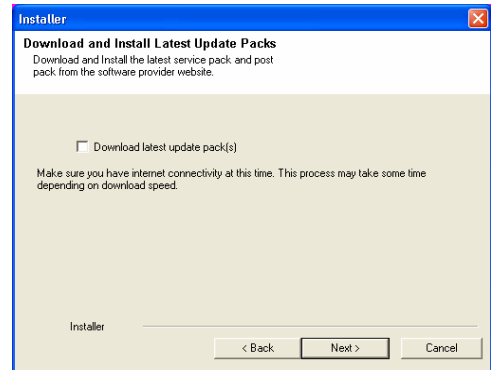 Installer
Download and Install Latest Update Packs
Download and Install the latest service pack and post
pack from the software provider website.
Download latest update pack(s)
Make sure you have internet connectivity at this time. This process may take some time
depending on download speed.
Installer
< Back Next > Cancel